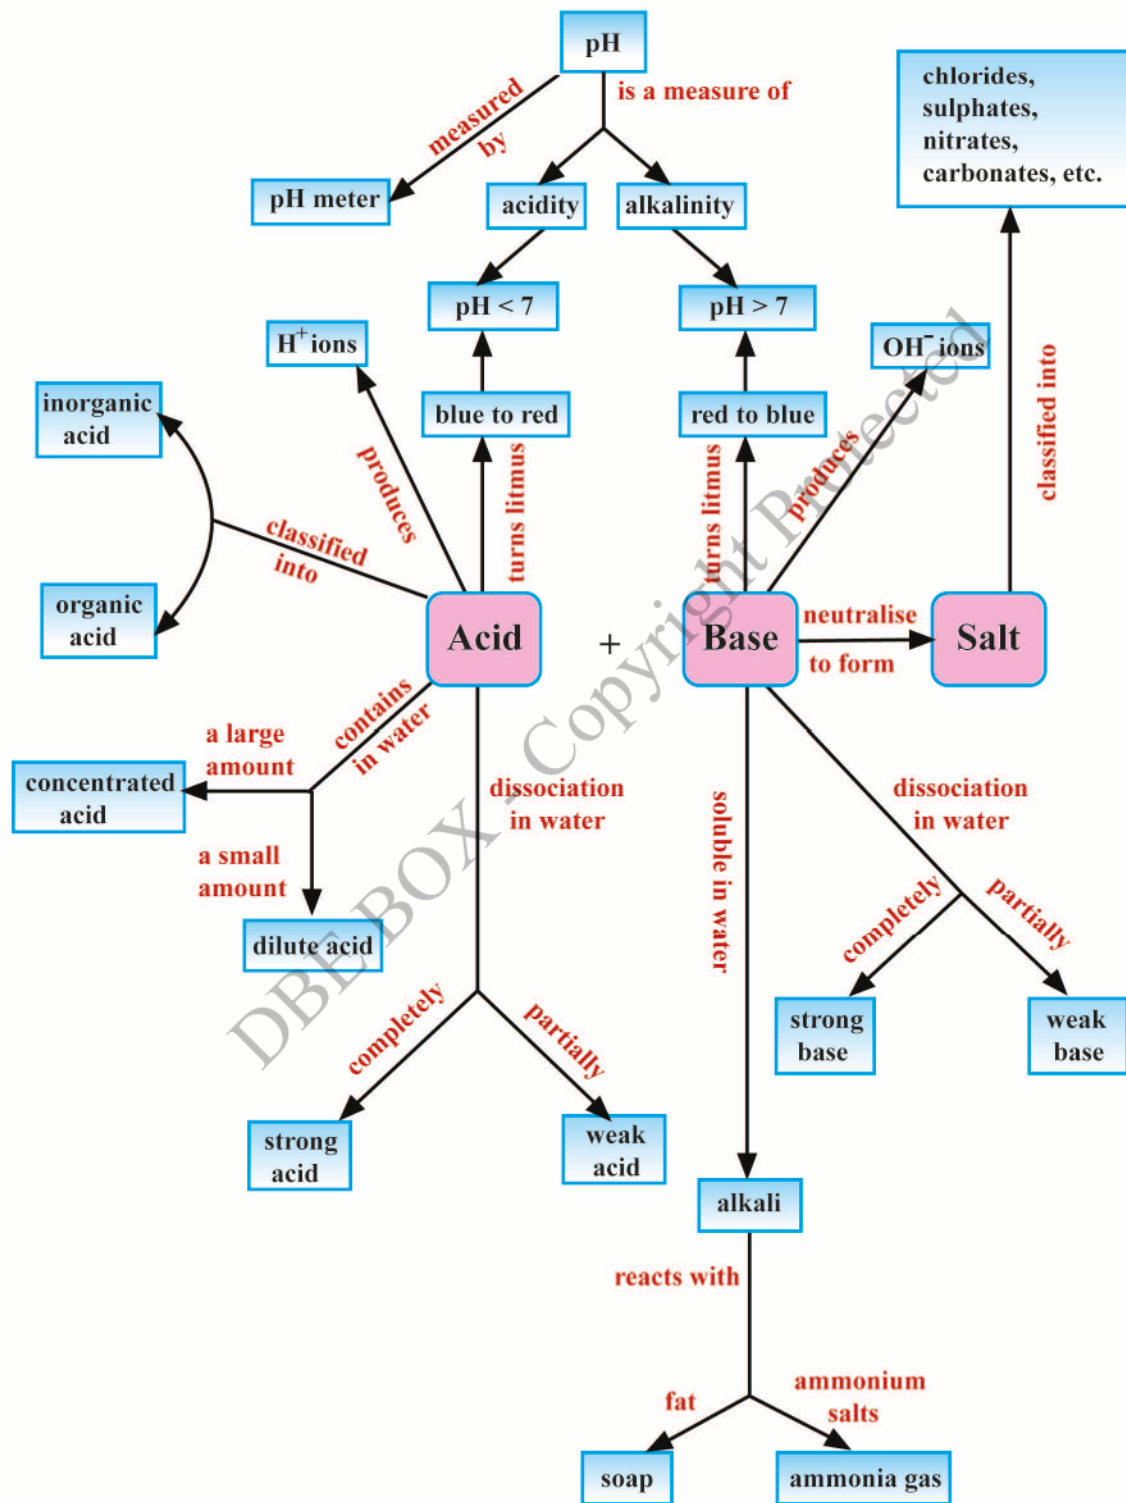 pH
is a measure of
measured
by
pH meter
acidity
alkalinity
chlorides,
sulphates,
nitrates,
carbonates, etc.
pH < 7
pH > 7
H⁺ ions
OH⁻ ions
inorganic
acid
blue to red
red to blue
classified
into
produces
turns litmus
turns litmus
produces
classified into
organic
acid
Acid
+
Base
neutralise
to form
Salt
contains
in water
a large
amount
concentrated
acid
a small
amount
dilute acid
dissociation
in water
soluble in water
dissociation
in water
completely
partially
strong
base
weak
base
completely
partially
strong
acid
weak
acid
alkali
reacts with
fat
ammonium
salts
soap
ammonia gas
DBE BOX - Copyright Protected